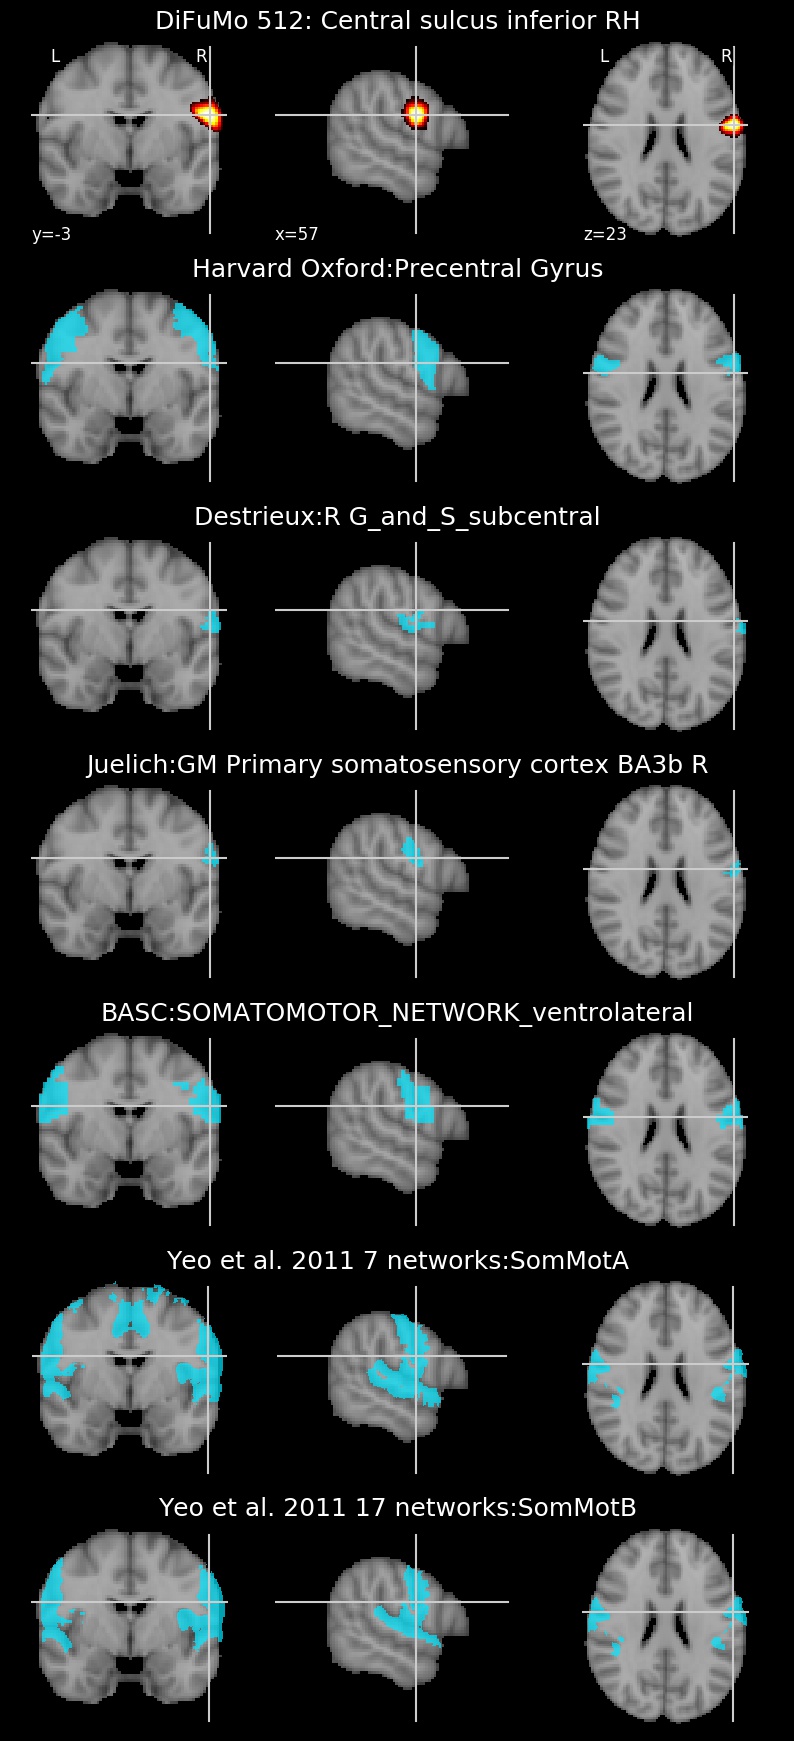 DiFuMo 512: Central sulcus inferior RH
L R L R
y=-3 x=57 z=23
Harvard Oxford:Precentral Gyrus
Destrieux:R G_and_S_subcentral
Juelich:GM Primary somatosensory cortex BA3b R
BASC:SOMATOMOTOR_NETWORK_ventrolateral
Yeo et al. 2011 7 networks:SomMotA
Yeo et al. 2011 17 networks:SomMotB